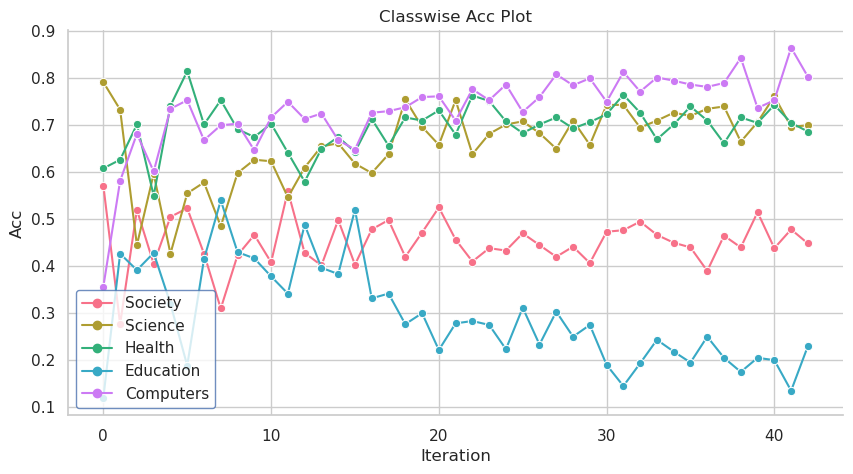 Classwise Acc Plot
Acc
0.9
0.8
0.7
0.6
0.5
0.4
0.3
0.2
0.1
Society
Science
Health
Education
Computers
0 10 20 30 40
Iteration